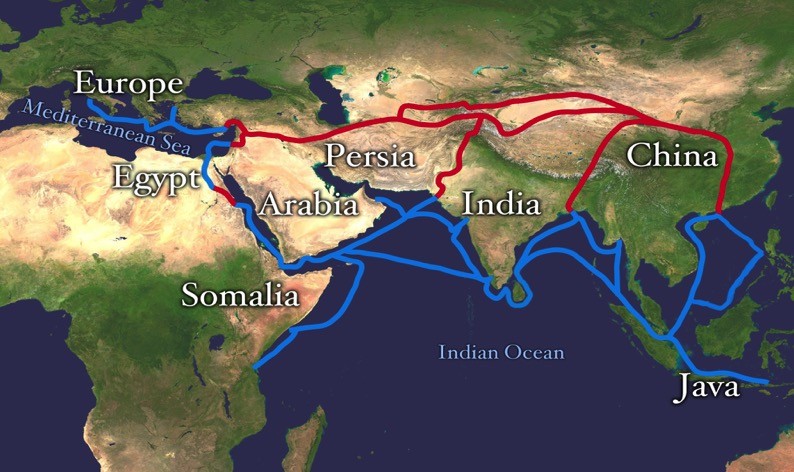 Europe
Mediterranean Sea
Egypt
Arabia
Persia
India
China
Somalia
Indian Ocean
Java